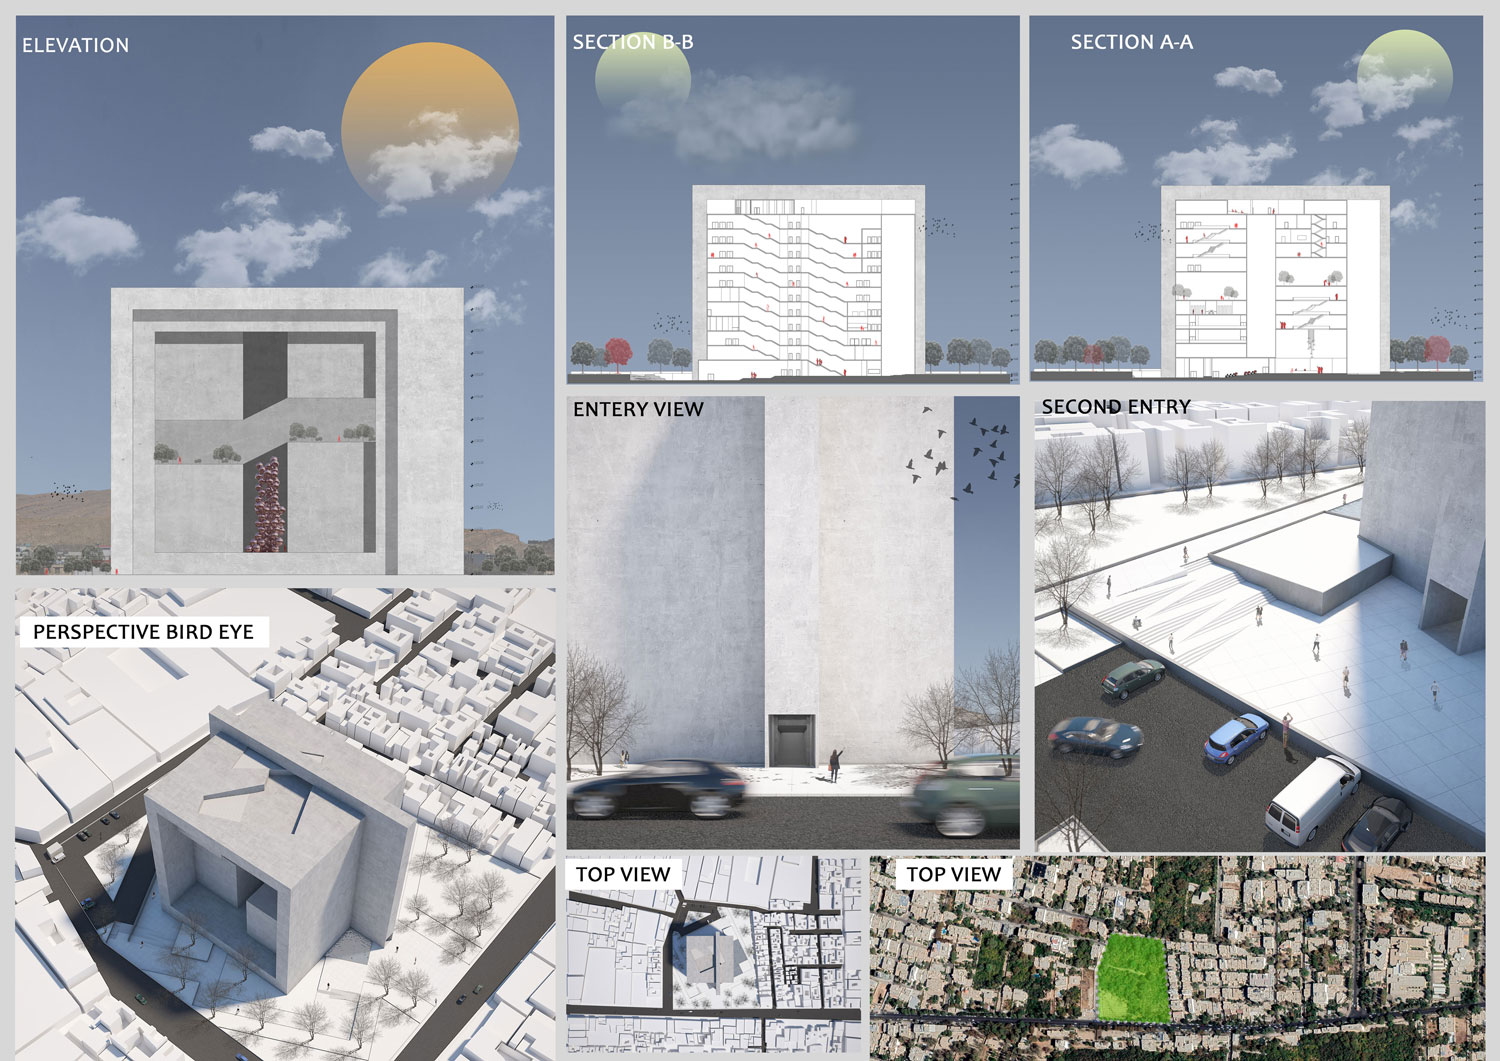 ELEVATION
SECTION B-B
SECTION A-A
ENTERY VIEW
SECOND ENTRY
PERSPECTIVE BIRD EYE
TOP VIEW
TOP VIEW